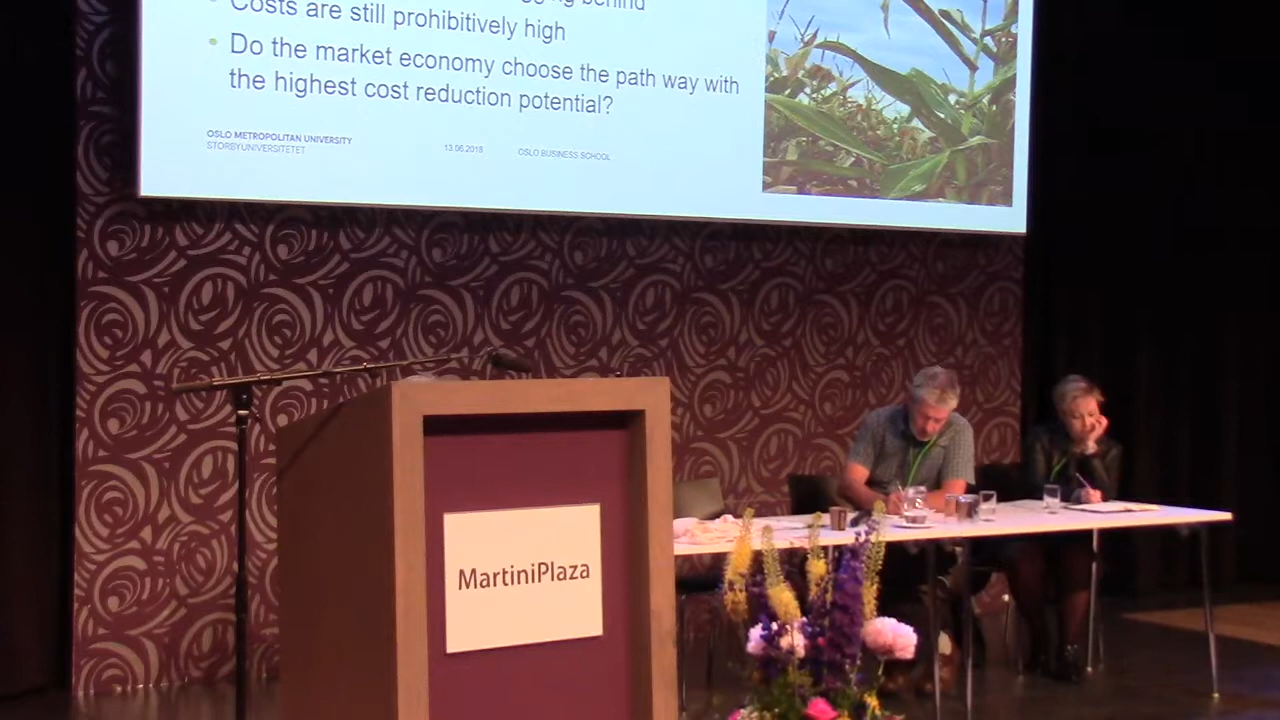 behind
Costs are still prohibitively high
Do the market economy choose the path way with
the highest cost reduction potential?
OSLO METROPOLITAN UNIVERSITY
STORBYUNIVERSITETET
13.06.2018
OSLO BUSINESS SCHOOL
MartiniPlaza